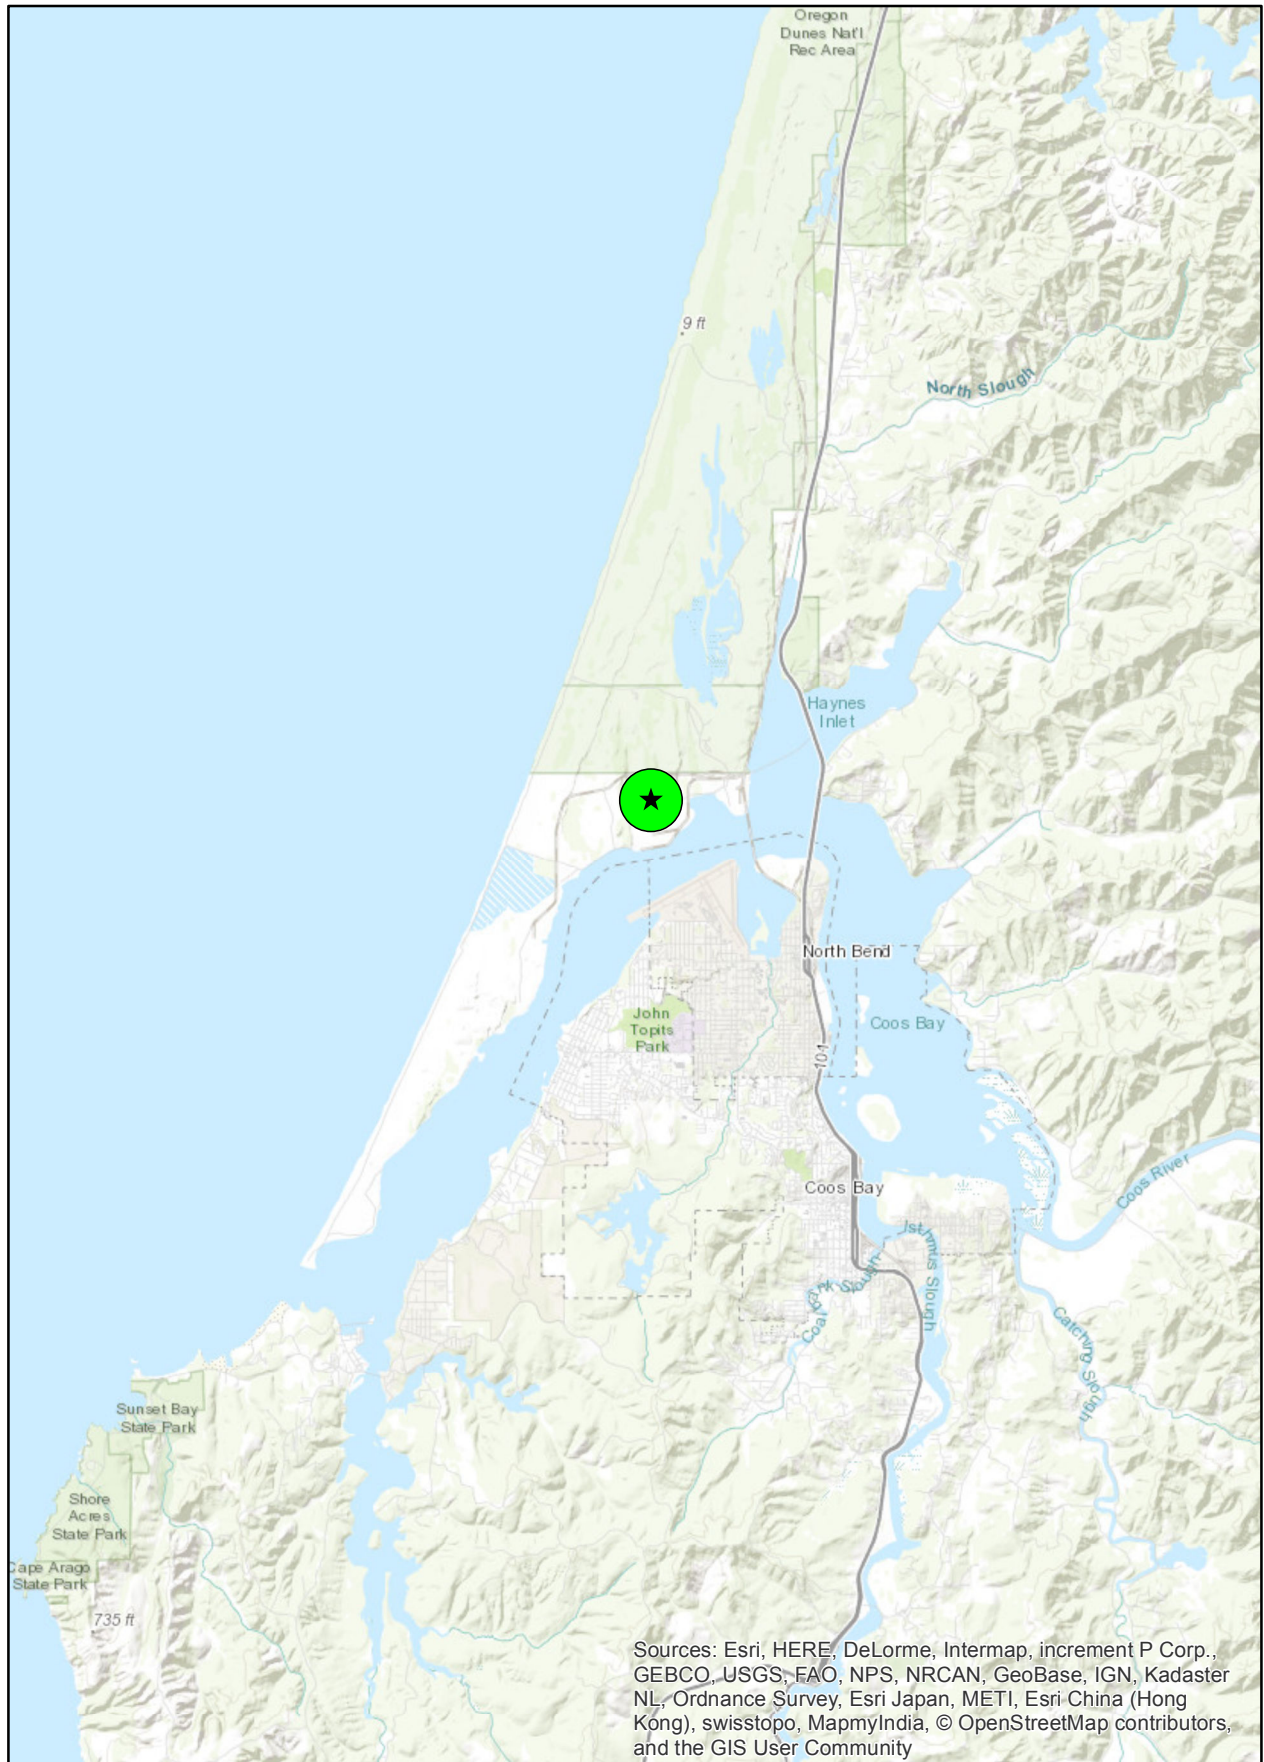 Oregon
Dunes Nat'l
Rec Area
9 ft
North Slough
Haynes
Inlet
North Bend
John
Topits
Park
Coos Bay
101
Coos Bay
Coos River
Isthmus Slough
Coal bank Slough
Catching Slough
Sunset Bay
State Park
Shore
Acres
State Park
Cape Arago
State Park
735 ft
Sources: Esri, HERE, DeLorme, Intermap, increment P Corp.,
GEBCO, USGS, FAO, NPS, NRCAN, GeoBase, IGN, Kadaster
NL, Ordnance Survey, Esri Japan, METI, Esri China (Hong
Kong), swisstopo, MapmyIndia, © OpenStreetMap contributors,
and the GIS User Community